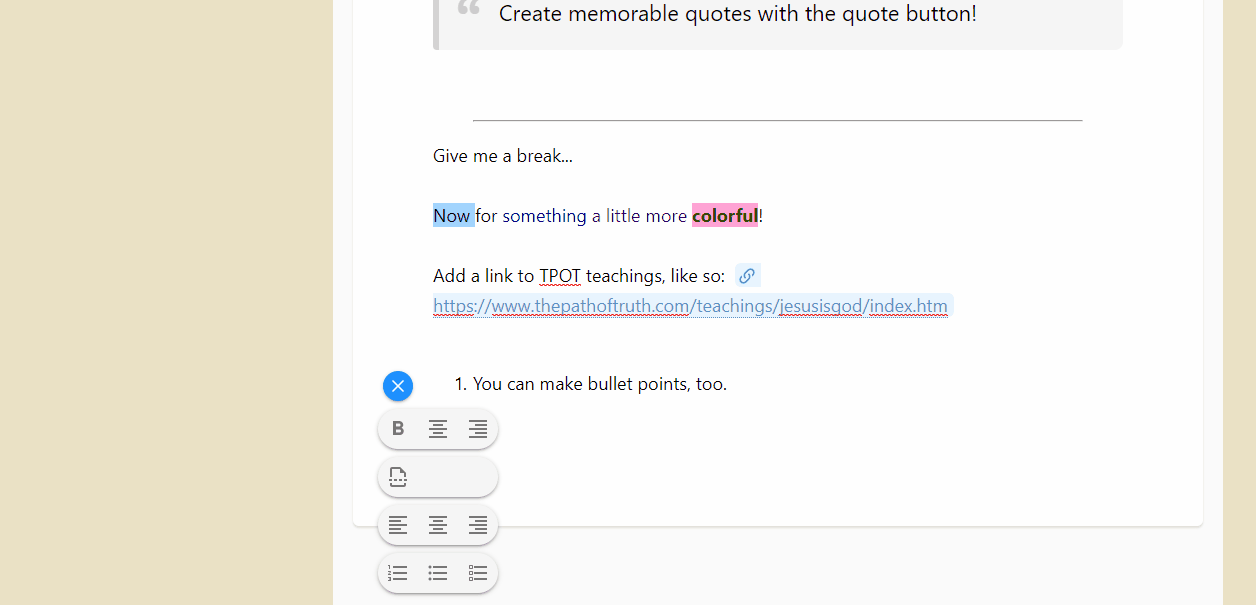 “ Create memorable quotes with the quote button!
Give me a break...
Now for something a little more colorful!
Add a link to TPOT teachings, like so:
https://www.thepathoftruth.com/teachings/jesusisgod/index.htm
1. You can make bullet points, too.
B